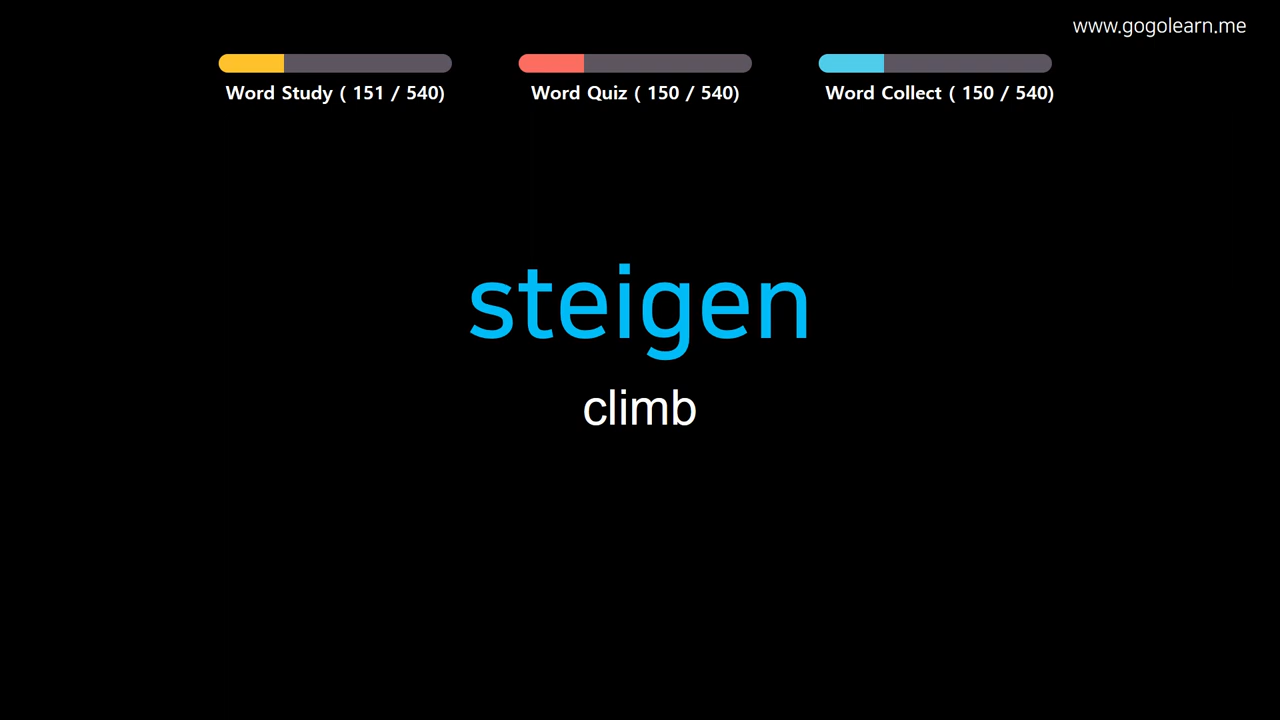 www.gogolearn.me
Word Study ( 151 / 540)
Word Quiz ( 150 / 540)
Word Collect ( 150 / 540)
steigen
climb